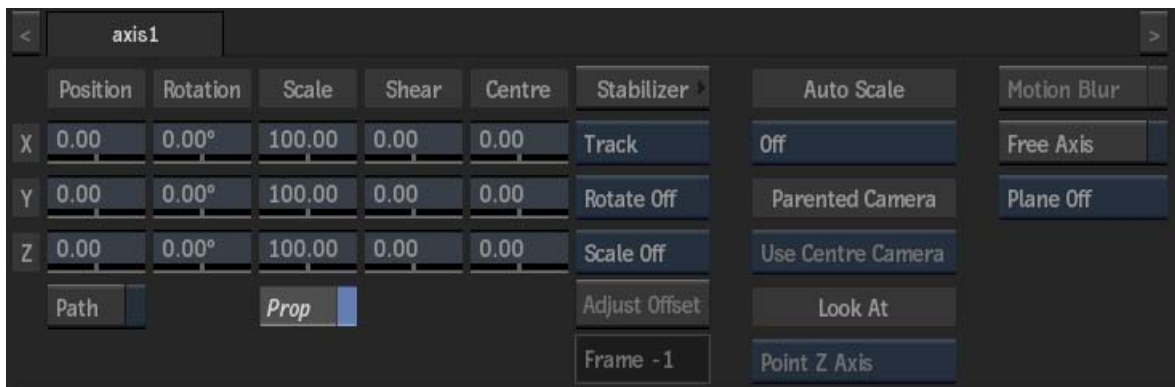 < axis1 >
Position Rotation Scale Shear Centre Stabilizer Auto Scale Motion Blur
X 0.00 0.00° 100.00 0.00 0.00 Track Off Free Axis
Y 0.00 0.00° 100.00 0.00 0.00 Rotate Off Parented Camera Plane Off
Z 0.00 0.00° 100.00 0.00 0.00 Scale Off Use Centre Camera
Path Prop Adjust Offset Look At
Frame -1 Point Z Axis